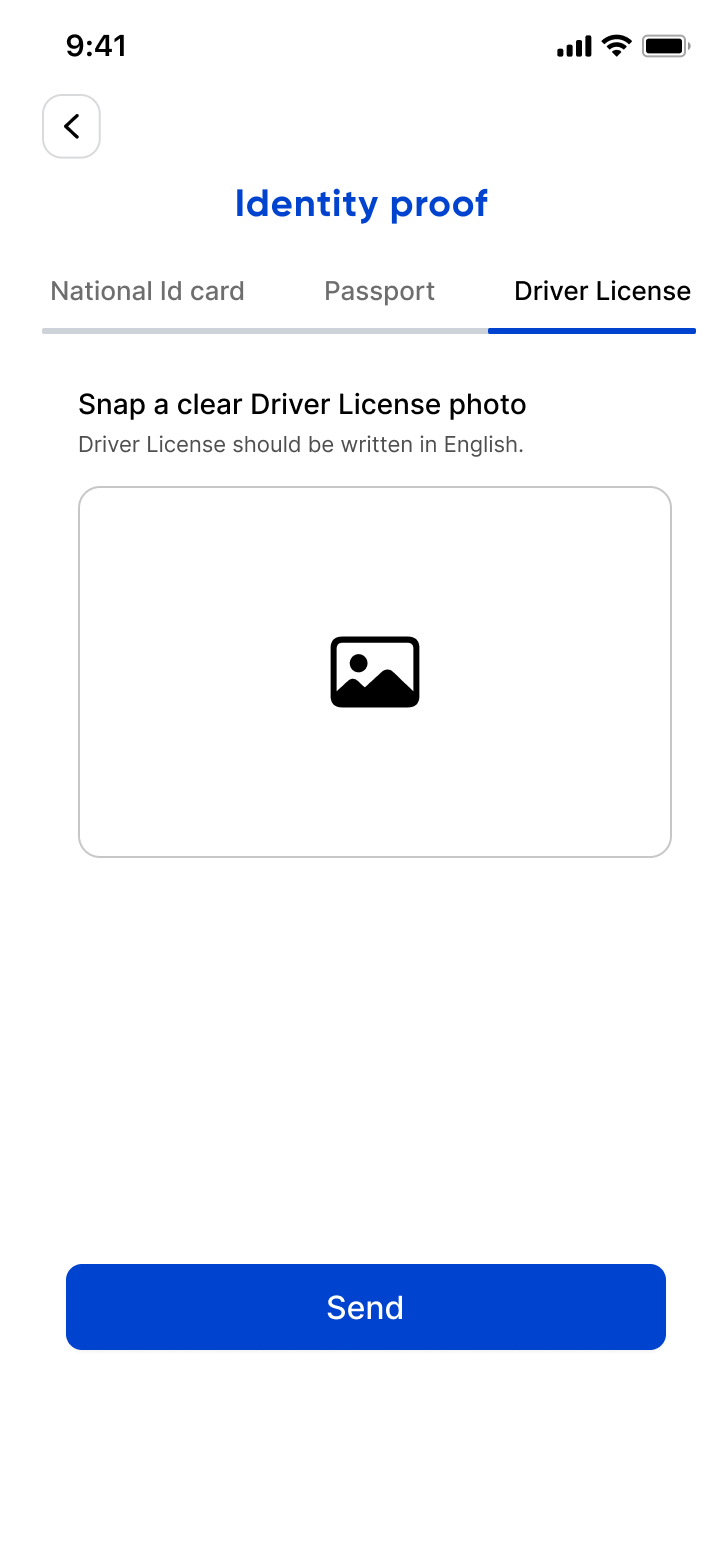 9:41
Identity proof
National Id card Passport Driver License
Snap a clear Driver License photo
Driver License should be written in English.
Send